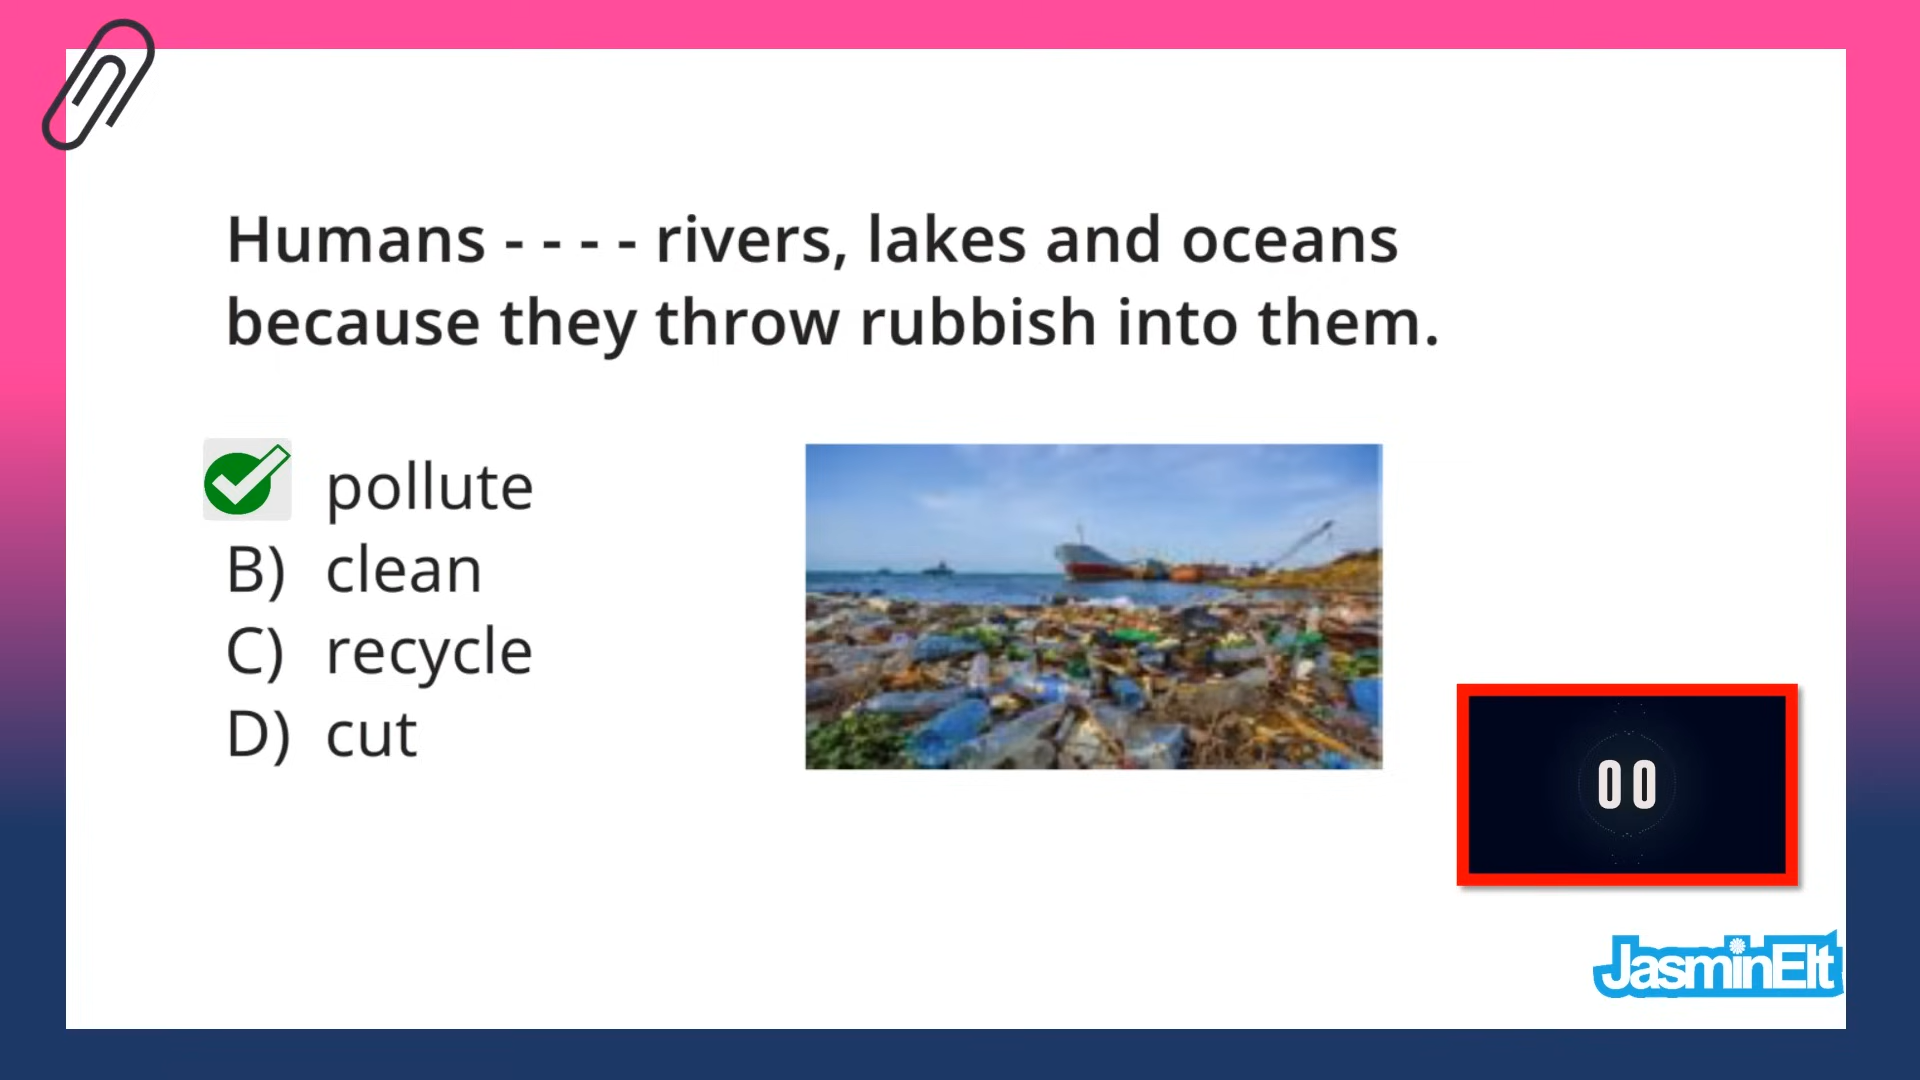 Humans - - - - rivers, lakes and oceans
because they throw rubbish into them.
pollute
B) clean
C) recycle
D) cut
00
JasminElt